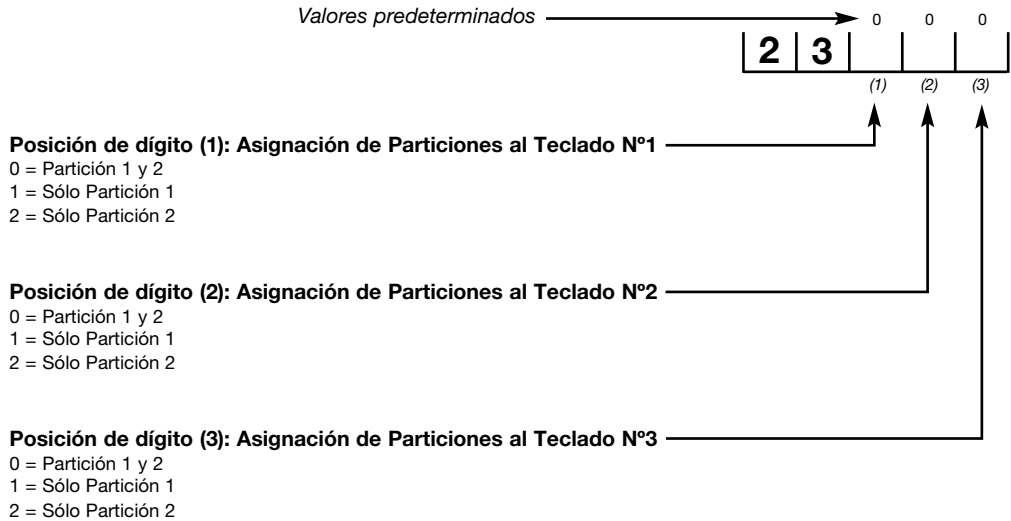 Valores predeterminados
0 0 0
2 3
(1) (2) (3)
Posición de dígito (1): Asignación de Particiones al Teclado Nº1
0 = Partición 1 y 2
1 = Sólo Partición 1
2 = Sólo Partición 2
Posición de dígito (2): Asignación de Particiones al Teclado Nº2
0 = Partición 1 y 2
1 = Sólo Partición 1
2 = Sólo Partición 2
Posición de dígito (3): Asignación de Particiones al Teclado Nº3
0 = Partición 1 y 2
1 = Sólo Partición 1
2 = Sólo Partición 2